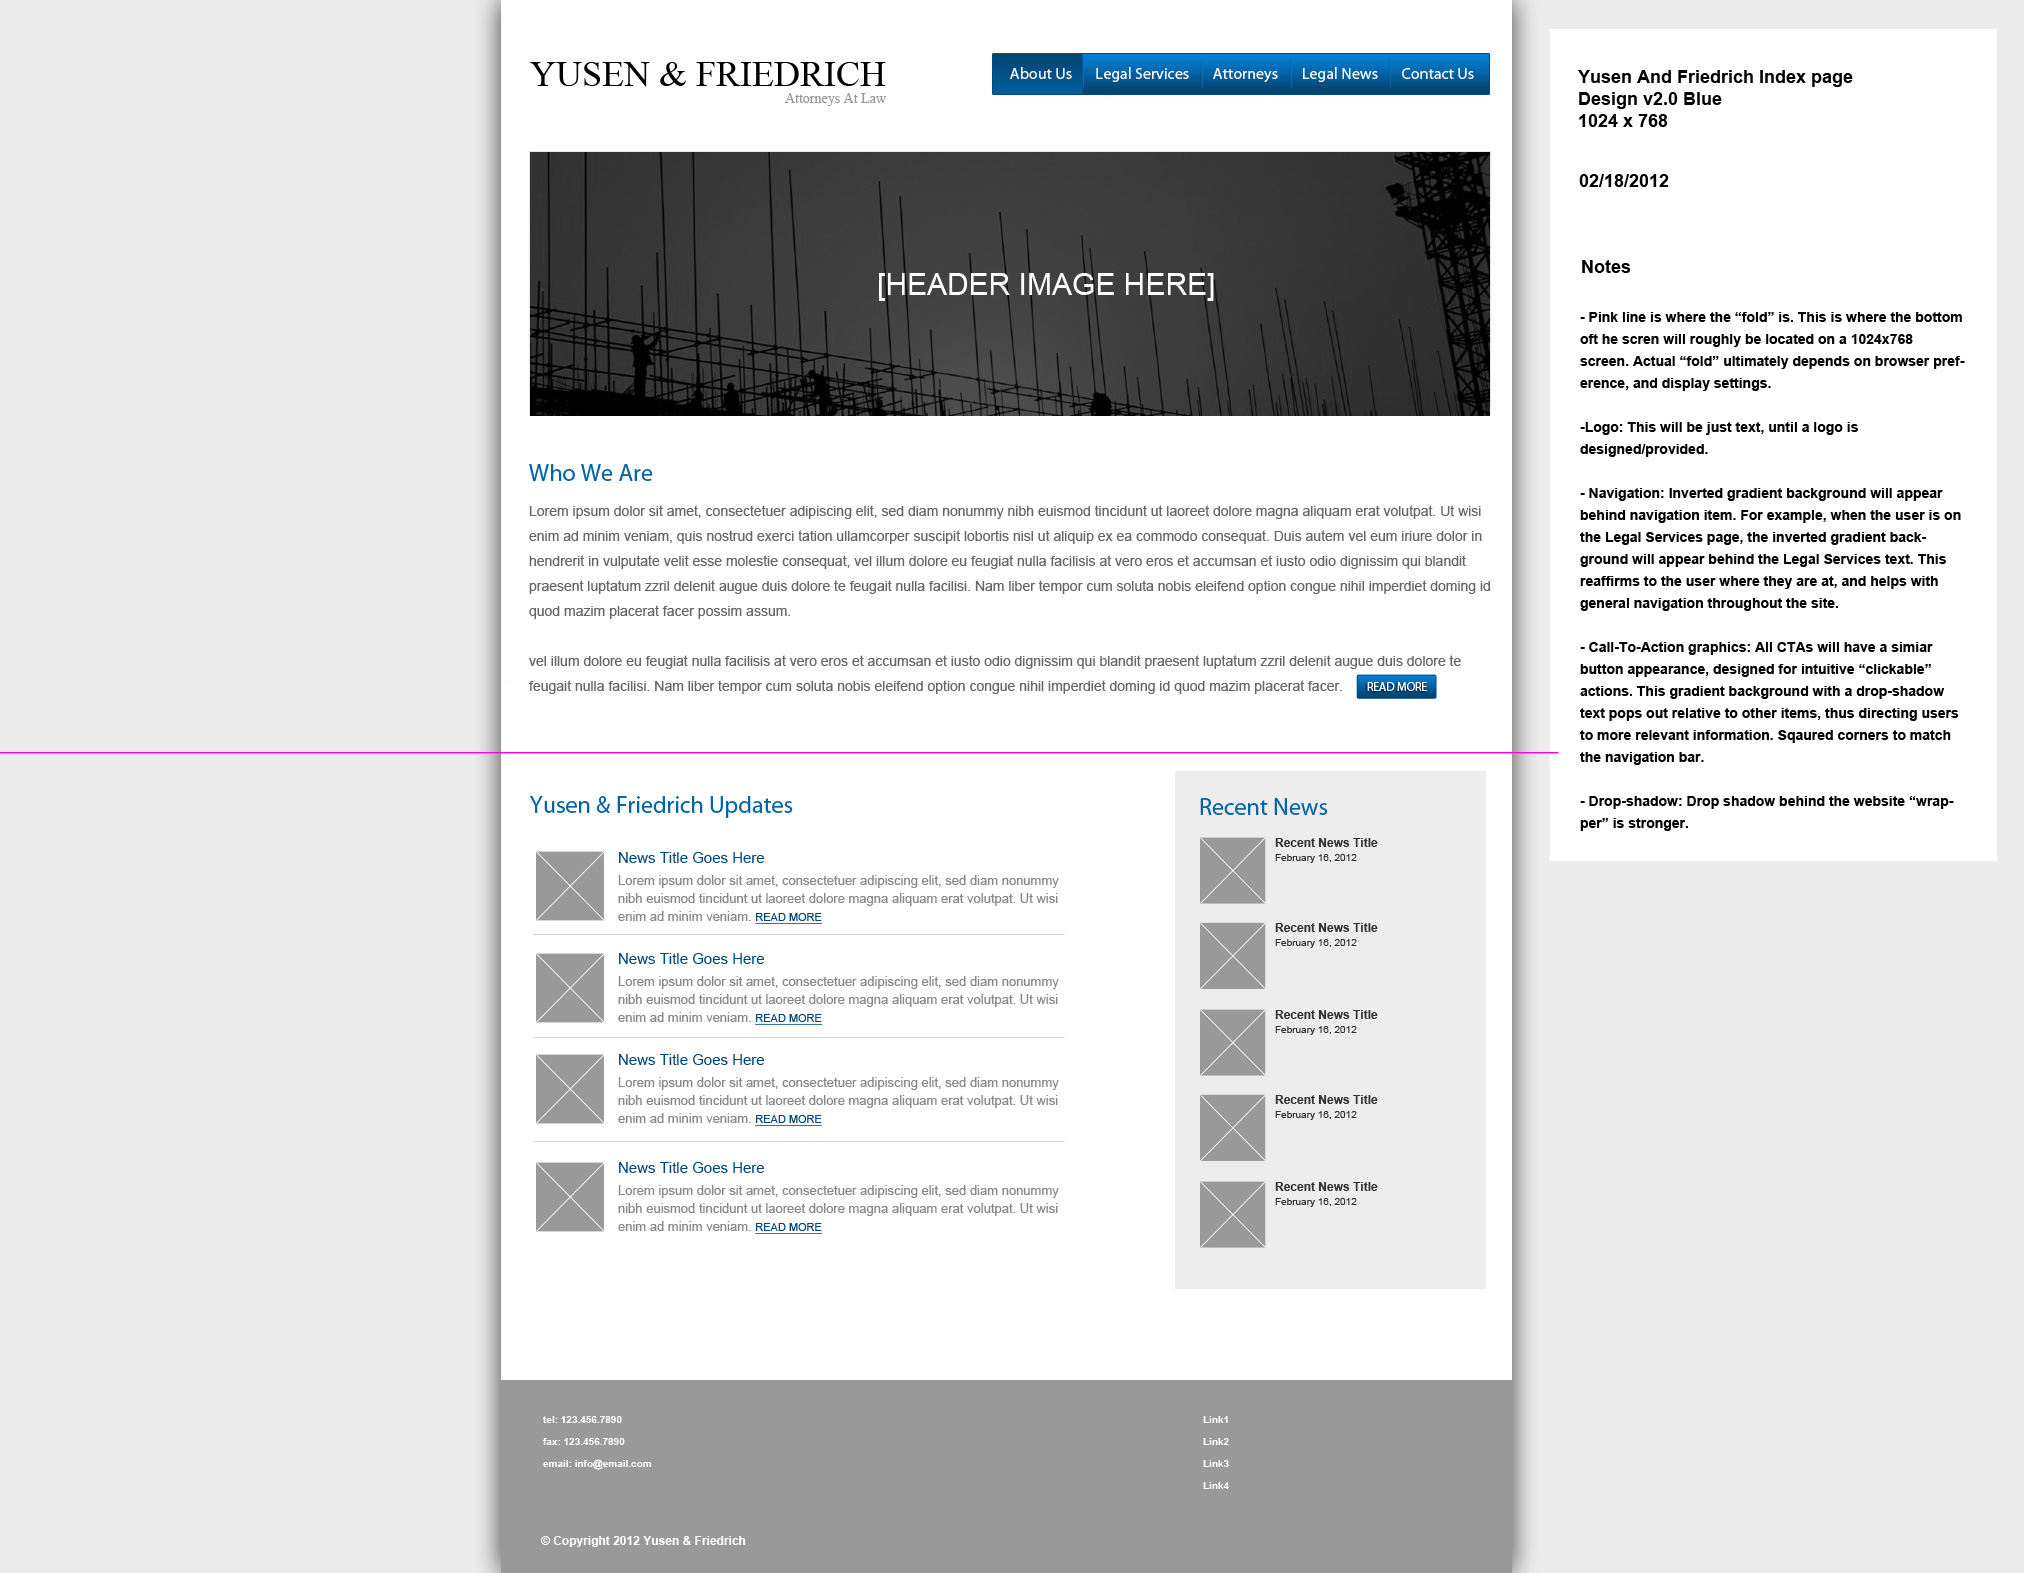 YUSEN & FRIEDRICH
Attorneys At Law
About Us Legal Services Attorneys Legal News Contact Us
[HEADER IMAGE HERE]
Who We Are
Lorem ipsum dolor sit amet, consectetuer adipiscing elit, sed diam nonummy nibh euismod tincidunt ut laoreet dolore magna aliquam erat volutpat. Ut wisi
enim ad minim veniam, quis nostrud exerci tation ullamcorper suscipit lobortis nisl ut aliquip ex ea commodo consequat. Duis autem vel eum iriure dolor in
hendrerit in vulputate velit esse molestie consequat, vel illum dolore eu feugiat nulla facilisis at vero eros et accumsan et iusto odio dignissim qui blandit
praesent luptatum zzril delenit augue duis dolore te feugait nulla facilisi. Nam liber tempor cum soluta nobis eleifend option congue nihil imperdiet doming id
quod mazim placerat facer possim assum.
vel illum dolore eu feugiat nulla facilisis at vero eros et accumsan et iusto odio dignissim qui blandit praesent luptatum zzril delenit augue duis dolore te
feugait nulla facilisi. Nam liber tempor cum soluta nobis eleifend option congue nihil imperdiet doming id quod mazim placerat facer. READ MORE
Yusen & Friedrich Updates
News Title Goes Here
Lorem ipsum dolor sit amet, consectetuer adipiscing elit, sed diam nonummy
nibh euismod tincidunt ut laoreet dolore magna aliquam erat volutpat. Ut wisi
enim ad minim veniam. READ MORE
News Title Goes Here
Lorem ipsum dolor sit amet, consectetuer adipiscing elit, sed diam nonummy
nibh euismod tincidunt ut laoreet dolore magna aliquam erat volutpat. Ut wisi
enim ad minim veniam. READ MORE
News Title Goes Here
Lorem ipsum dolor sit amet, consectetuer adipiscing elit, sed diam nonummy
nibh euismod tincidunt ut laoreet dolore magna aliquam erat volutpat. Ut wisi
enim ad minim veniam. READ MORE
News Title Goes Here
Lorem ipsum dolor sit amet, consectetuer adipiscing elit, sed diam nonummy
nibh euismod tincidunt ut laoreet dolore magna aliquam erat volutpat. Ut wisi
enim ad minim veniam. READ MORE
Recent News
Recent News Title
February 16, 2012
Recent News Title
February 16, 2012
Recent News Title
February 16, 2012
Recent News Title
February 16, 2012
Recent News Title
February 16, 2012
tel: 123.456.7890
fax: 123.456.7890
email: info@email.com
Link1
Link2
Link3
Link4
© Copyright 2012 Yusen & Friedrich
Yusen And Friedrich Index page
Design v2.0 Blue
1024 x 768
02/18/2012
Notes
- Pink line is where the “fold” is. This is where the bottom
oft he scren will roughly be located on a 1024x768
screen. Actual “fold” ultimately depends on browser pref-
erence, and display settings.
-Logo: This will be just text, until a logo is
designed/provided.
- Navigation: Inverted gradient background will appear
behind navigation item. For example, when the user is on
the Legal Services page, the inverted gradient back-
ground will appear behind the Legal Services text. This
reaffirms to the user where they are at, and helps with
general navigation throughout the site.
- Call-To-Action graphics: All CTAs will have a simiar
button appearance, designed for intuitive “clickable”
actions. This gradient background with a drop-shadow
text pops out relative to other items, thus directing users
to more relevant information. Sqaured corners to match
the navigation bar.
- Drop-shadow: Drop shadow behind the website “wrap-
per” is stronger.